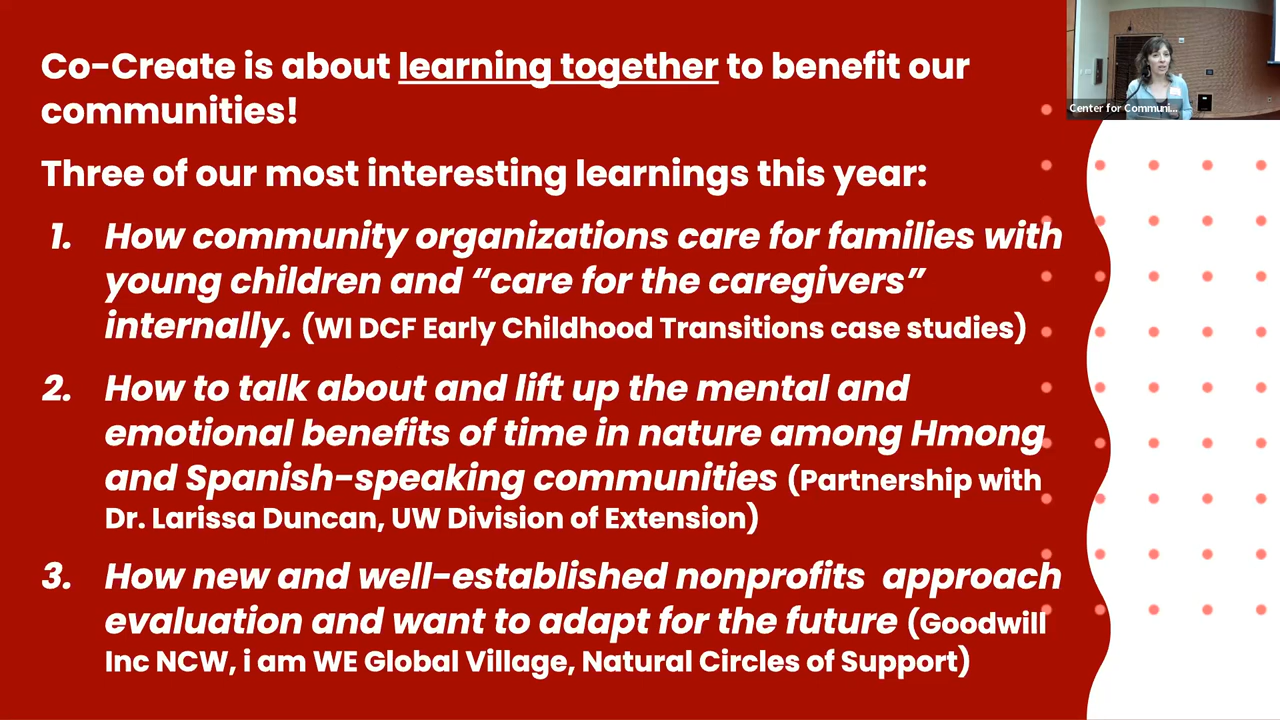 Co-Create is about learning together to benefit our
communities!
Three of our most interesting learnings this year:
1. How community organizations care for families with
young children and “care for the caregivers”
internally. (WI DCF Early Childhood Transitions case studies)
2. How to talk about and lift up the mental and
emotional benefits of time in nature among Hmong
and Spanish-speaking communities (Partnership with
Dr. Larissa Duncan, UW Division of Extension)
3. How new and well-established nonprofits approach
evaluation and want to adapt for the future (Goodwill
Inc NCW, i am WE Global Village, Natural Circles of Support)
Center for Communi...